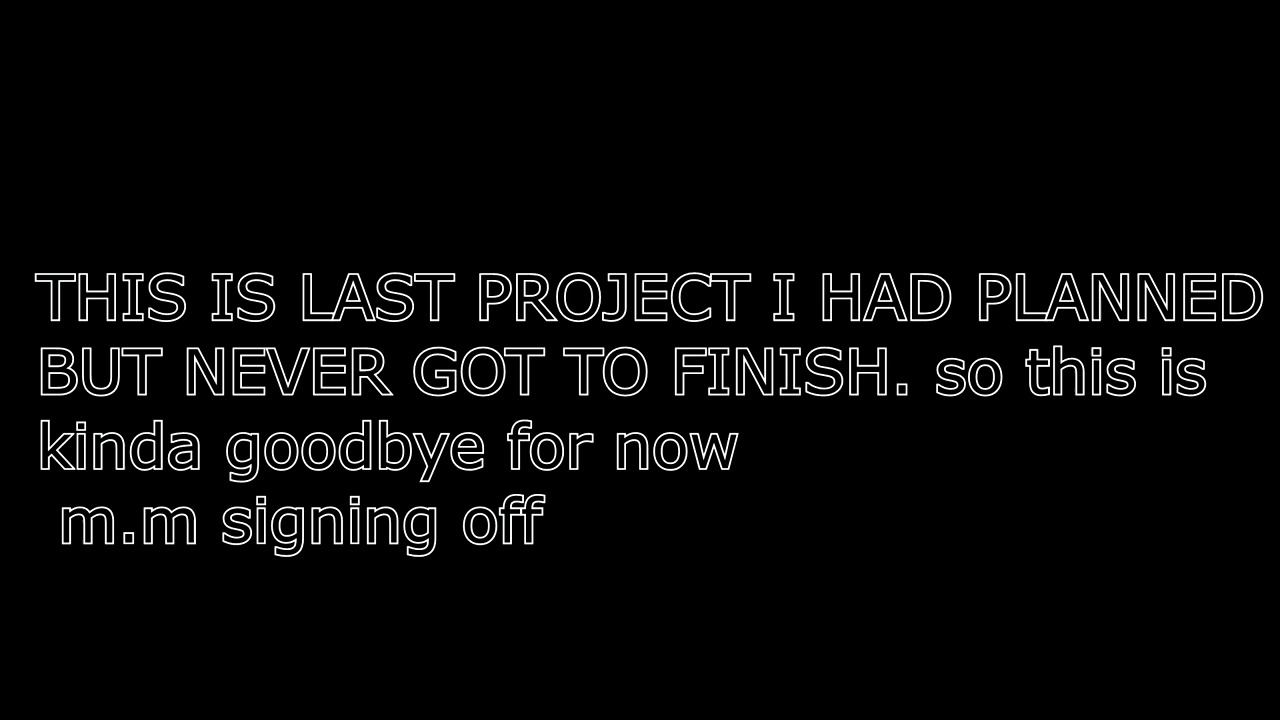 THIS IS LAST PROJECT I HAD PLANNED
BUT NEVER GOT TO FINISH. so this is
kinda goodbye for now
m.m signing off